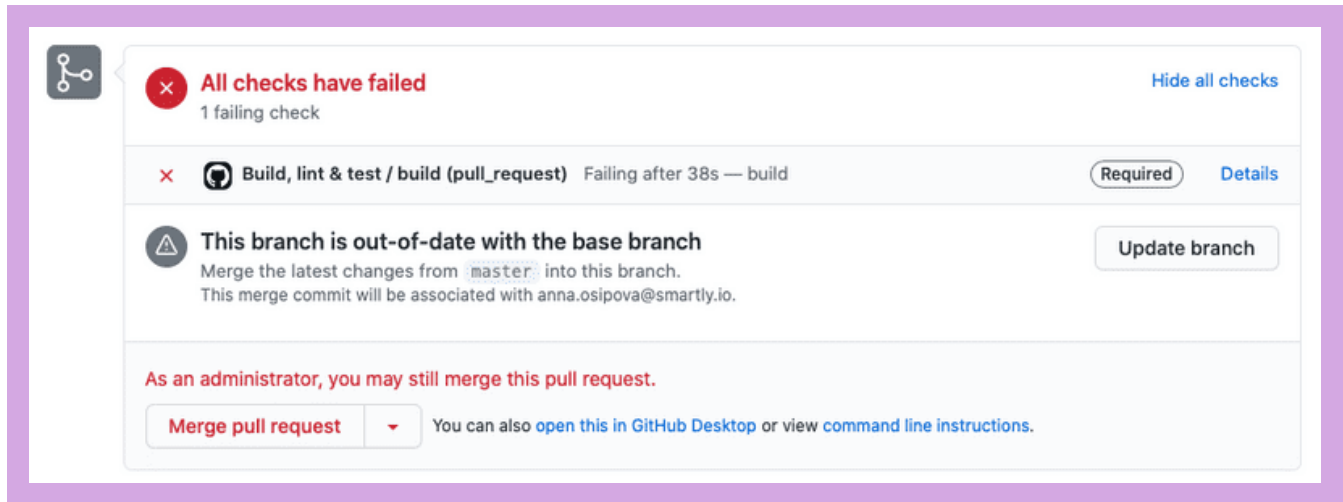 All checks have failed
Hide all checks
1 failing check
Build, lint & test / build (pull_request) Failing after 38s — build
Required
Details
This branch is out-of-date with the base branch
Update branch
Merge the latest changes from master into this branch.
This merge commit will be associated with anna.osipova@smartly.io.
As an administrator, you may still merge this pull request.
Merge pull request
You can also open this in GitHub Desktop or view command line instructions.